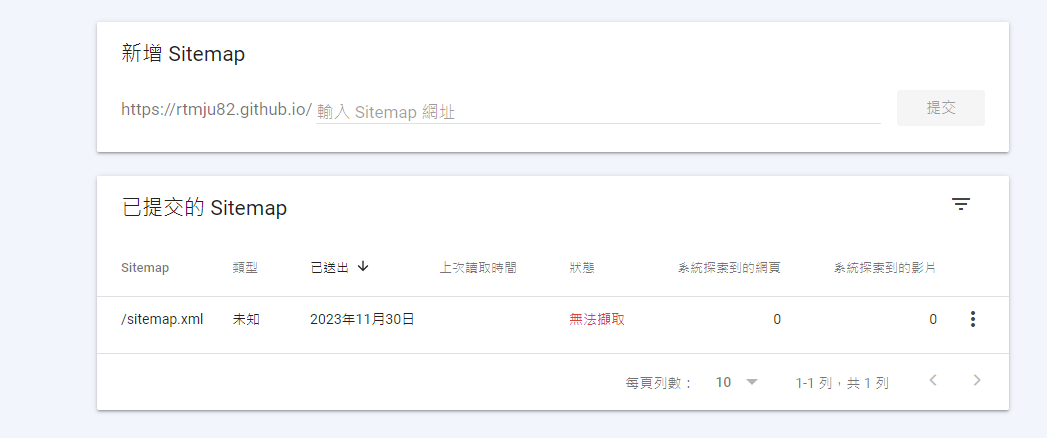 新增 Sitemap
https://rtmju82.github.io/ 輸入 Sitemap 網址 提交
已提交的 Sitemap
Sitemap 類型 已送出 上次讀取時間 狀態 系統探索到的網頁 系統探索到的影片
/sitemap.xml 未知 2023年11月30日 無法擷取 0 0
每頁列數： 10 1-1 列，共 1 列